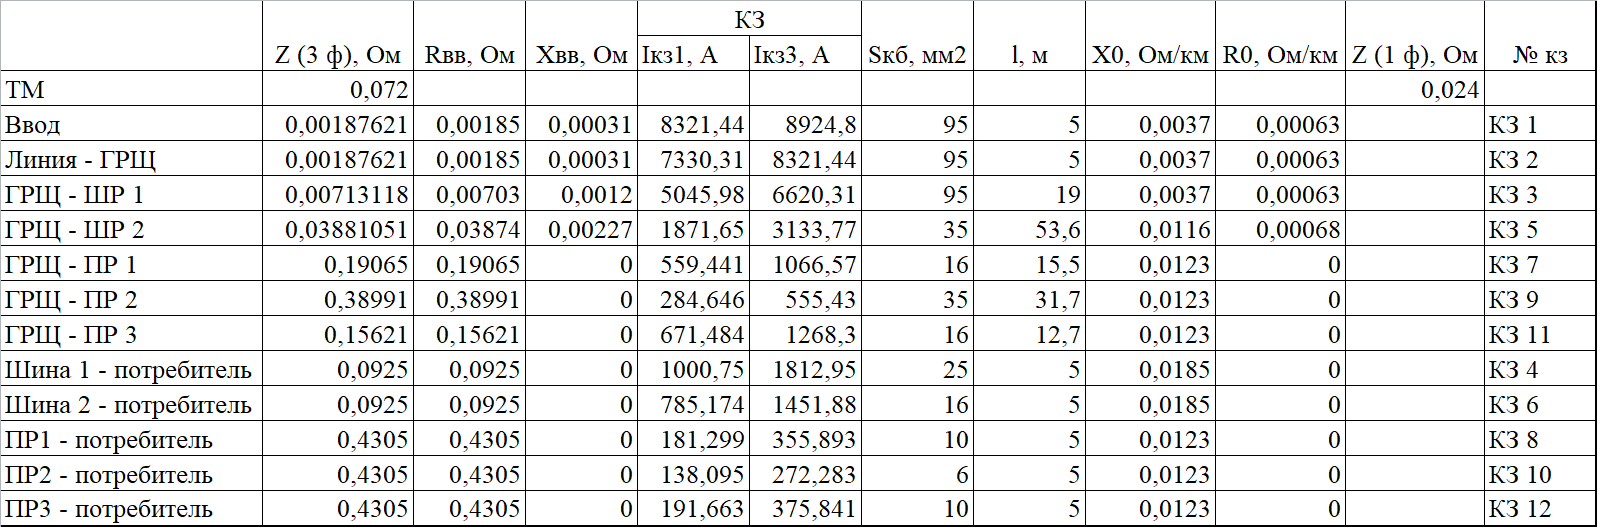 КЗ
Z (3 ф), Ом Rвв, Ом Xвв, Ом Iкз1, А Iкз3, А Sкб, мм2 l, м X0, Ом/км R0, Ом/км Z (1 ф), Ом № кз
ТМ 0,072 0,024
Ввод 0,00187621 0,00185 0,00031 8321,44 8924,8 95 5 0,0037 0,00063 КЗ 1
Линия - ГРЩ 0,00187621 0,00185 0,00031 7330,31 8321,44 95 5 0,0037 0,00063 КЗ 2
ГРЩ - ШР 1 0,00713118 0,00703 0,0012 5045,98 6620,31 95 19 0,0037 0,00063 КЗ 3
ГРЩ - ШР 2 0,03881051 0,03874 0,00227 1871,65 3133,77 35 53,6 0,0116 0,00068 КЗ 5
ГРЩ - ПР 1 0,19065 0,19065 0 559,441 1066,57 16 15,5 0,0123 0 КЗ 7
ГРЩ - ПР 2 0,38991 0,38991 0 284,646 555,43 35 31,7 0,0123 0 КЗ 9
ГРЩ - ПР 3 0,15621 0,15621 0 671,484 1268,3 16 12,7 0,0123 0 КЗ 11
Шина 1 - потребитель 0,0925 0,0925 0 1000,75 1812,95 25 5 0,0185 0 КЗ 4
Шина 2 - потребитель 0,0925 0,0925 0 785,174 1451,88 16 5 0,0185 0 КЗ 6
ПР1 - потребитель 0,4305 0,4305 0 181,299 355,893 10 5 0,0123 0 КЗ 8
ПР2 - потребитель 0,4305 0,4305 0 138,095 272,283 6 5 0,0123 0 КЗ 10
ПР3 - потребитель 0,4305 0,4305 0 191,663 375,841 10 5 0,0123 0 КЗ 12